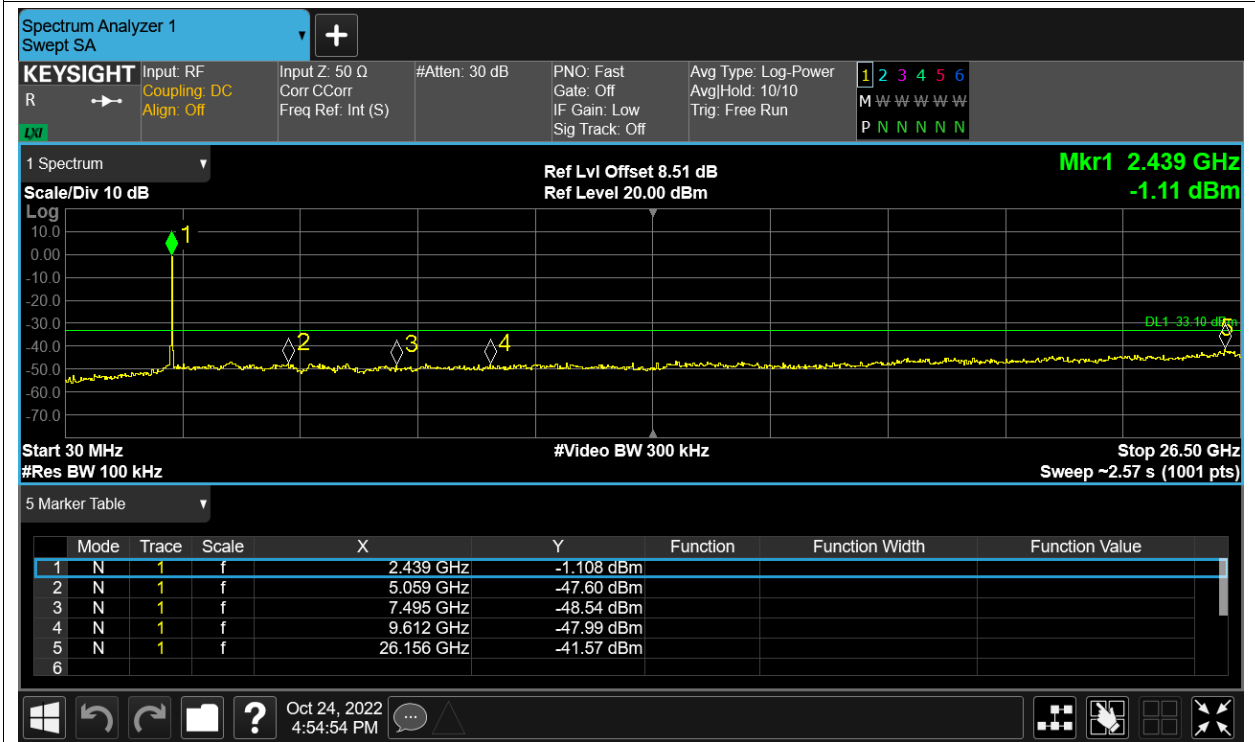 Spectrum Analyzer 1
Swept SA
KEYSIGHT
R
LXI
Input: RF
Coupling: DC
Align: Off
Input Z: 50 Ω
Corr CCorr
Freq Ref: Int (S)
#Atten: 30 dB
PNO: Fast
Gate: Off
IF Gain: Low
Sig Track: Off
Avg Type: Log-Power
Avg|Hold: 10/10
Trig: Free Run
1 2 3 4 5 6
M W W W W W
P N N N N N
1 Spectrum
Scale/Div 10 dB
Ref Lvl Offset 8.51 dB
Ref Level 20.00 dBm
Mkr1 2.439 GHz
-1.11 dBm
Log
10.0
0.00
-10.0
-20.0
-30.0
-40.0
-50.0
-60.0
-70.0
1
2
3
4
5
DL1 -33.10 dBm
Start 30 MHz
#Res BW 100 kHz
#Video BW 300 kHz
Stop 26.50 GHz
Sweep ~2.57 s (1001 pts)
5 Marker Table
Mode Trace Scale X Y Function Function Width Function Value
1 N 1 f 2.439 GHz -1.108 dBm
2 N 1 f 5.059 GHz -47.60 dBm
3 N 1 f 7.495 GHz -48.54 dBm
4 N 1 f 9.612 GHz -47.99 dBm
5 N 1 f 26.156 GHz -41.57 dBm
6
?
Oct 24, 2022
4:54:54 PM